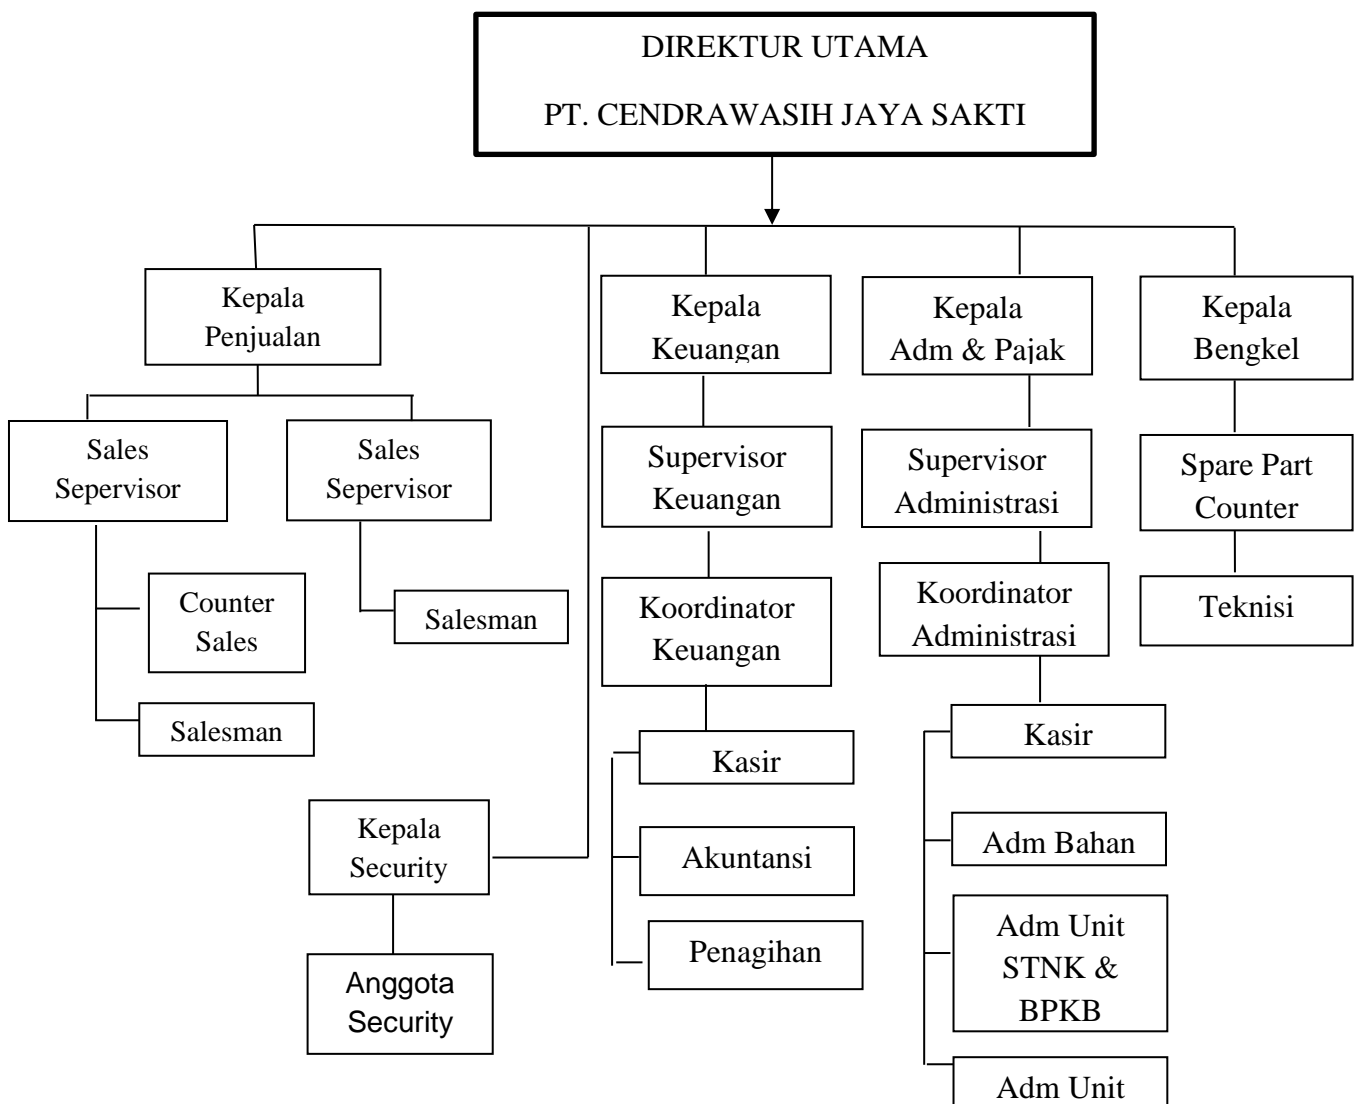 DIREKTUR UTAMA
PT. CENDRAWASIH JAYA SAKTI
Kepala
Penjualan
Kepala
Keuangan
Kepala
Adm & Pajak
Kepala
Bengkel
Sales
Sepervisor
Sales
Sepervisor
Supervisor
Keuangan
Supervisor
Administrasi
Spare Part
Counter
Counter
Sales
Salesman
Koordinator
Keuangan
Koordinator
Administrasi
Teknisi
Salesman
Kasir
Kasir
Kepala
Security
Akuntansi
Adm Bahan
Anggota
Security
Penagihan
Adm Unit
STNK &
BPKB
Adm Unit